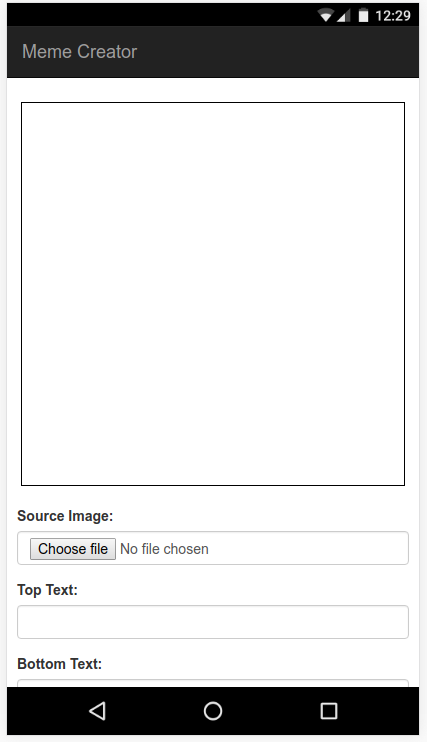 12:29
Meme Creator
Source Image:
Choose file No file chosen
Top Text:
Bottom Text: